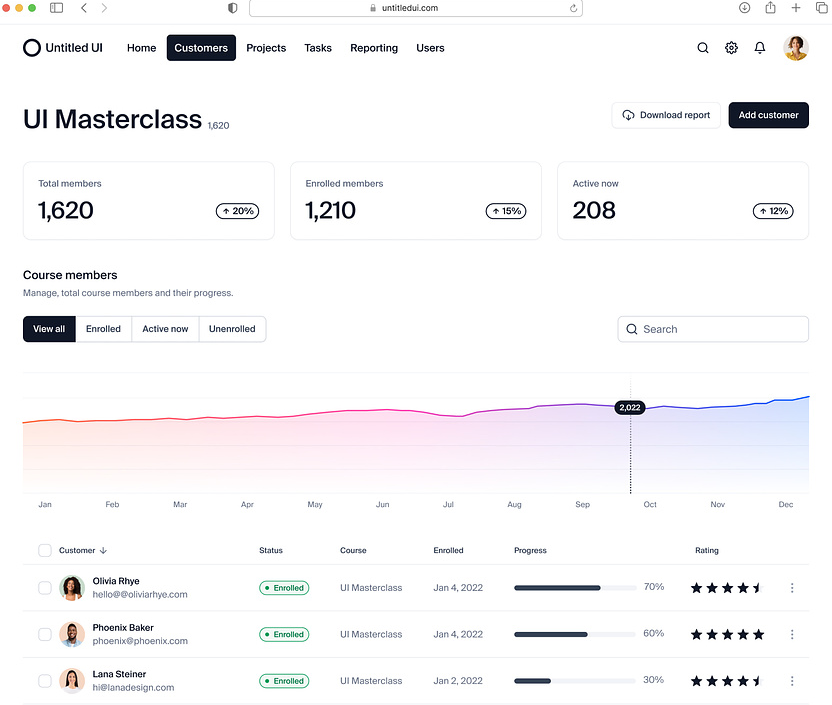 untitledui.com
Untitled UI Home Customers Projects Tasks Reporting Users
UI Masterclass 1,620
Download report Add customer
Total members Enrolled members Active now
1,620 20% 1,210 15% 208 12%
Course members
Manage, total course members and their progress.
View all Enrolled Active now Unenrolled Search
2,022
Jan Feb Mar Apr May Jun Jul Aug Sep Oct Nov Dec
Customer Status Course Enrolled Progress Rating
Olivia Rhye
hello@@oliviarhye.com Enrolled UI Masterclass Jan 4, 2022 70%
Phoenix Baker
phoenix@phoenix.com Enrolled UI Masterclass Jan 4, 2022 60%
Lana Steiner
hi@lanadesign.com Enrolled UI Masterclass Jan 2, 2022 30%